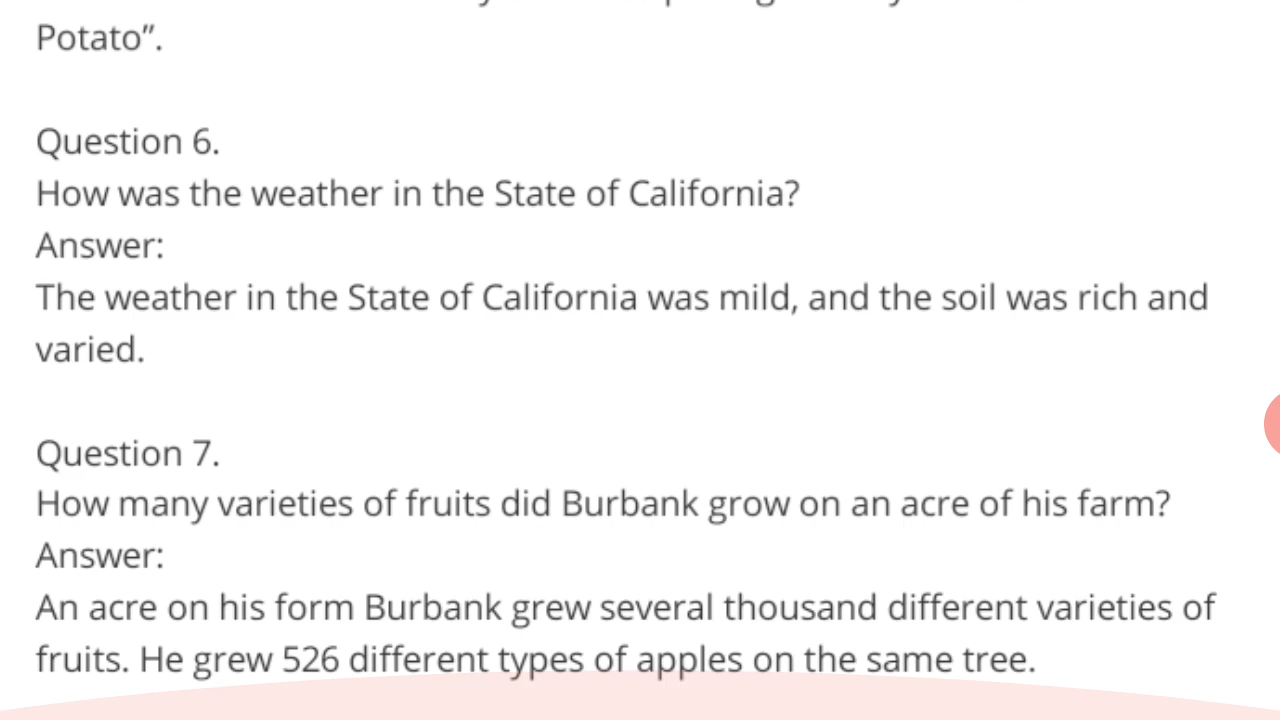 Potato”.
Question 6.
How was the weather in the State of California?
Answer:
The weather in the State of California was mild, and the soil was rich and
varied.
Question 7.
How many varieties of fruits did Burbank grow on an acre of his farm?
Answer:
An acre on his form Burbank grew several thousand different varieties of
fruits. He grew 526 different types of apples on the same tree.